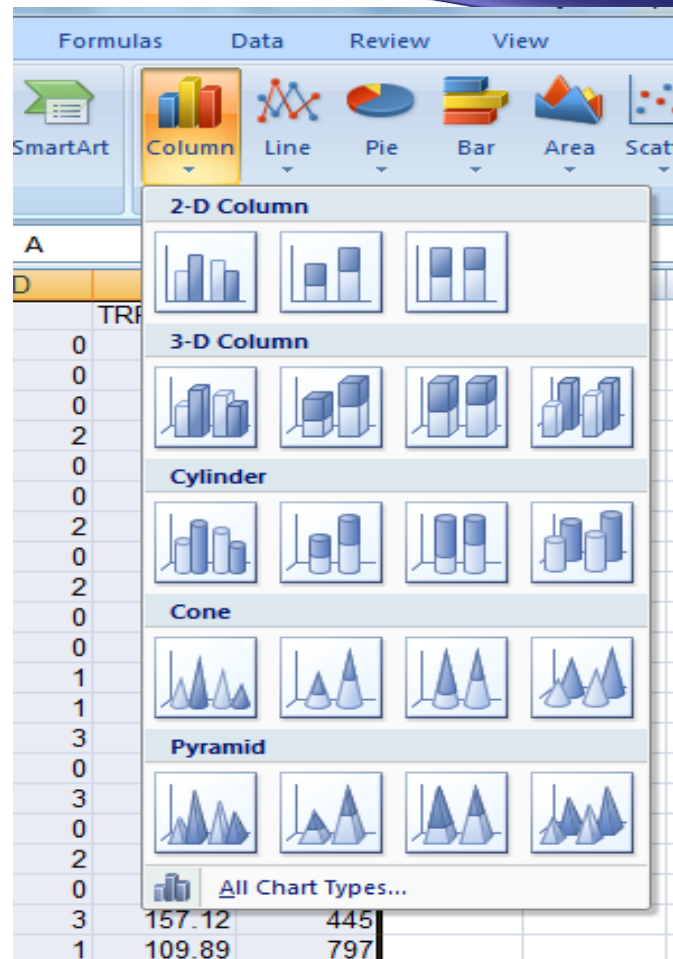 Formulas Data Review View
SmartArt Column Line Pie Bar Area
2-D Column
A
D
3-D Column
0
0
0
2
0
Cylinder
0
2
0
2
Cone
0
0
1
1
3
Pyramid
0
3
0
2
0 All Chart Types...
3 157.12 445
1 109.89 797